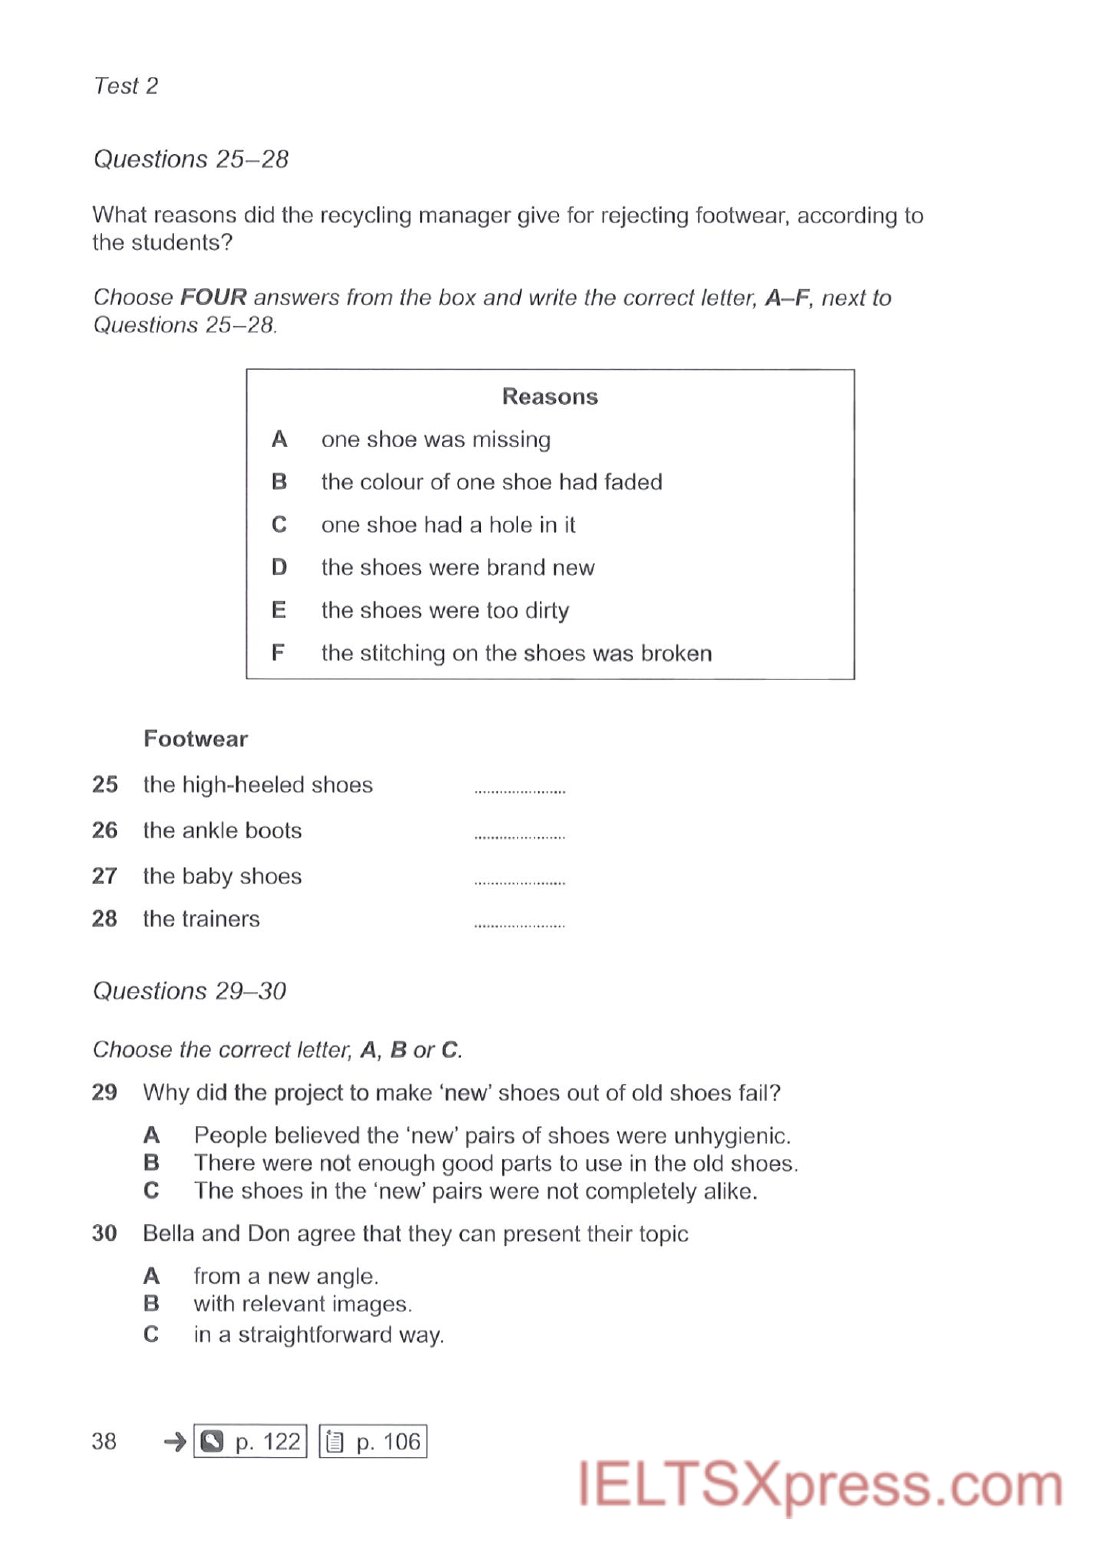 Test 2
Questions 25–28
What reasons did the recycling manager give for rejecting footwear, according to
the students?
Choose FOUR answers from the box and write the correct letter, A–F, next to
Questions 25–28.
Reasons
A one shoe was missing
B the colour of one shoe had faded
C one shoe had a hole in it
D the shoes were brand new
E the shoes were too dirty
F the stitching on the shoes was broken
Footwear
25 the high-heeled shoes ......................
26 the ankle boots ......................
27 the baby shoes ......................
28 the trainers ......................
Questions 29–30
Choose the correct letter, A, B or C.
29 Why did the project to make ‘new’ shoes out of old shoes fail?
A People believed the ‘new’ pairs of shoes were unhygienic.
B There were not enough good parts to use in the old shoes.
C The shoes in the ‘new’ pairs were not completely alike.
30 Bella and Don agree that they can present their topic
A from a new angle.
B with relevant images.
C in a straightforward way.
38 → p. 122 p. 106
IELTSXpress.com